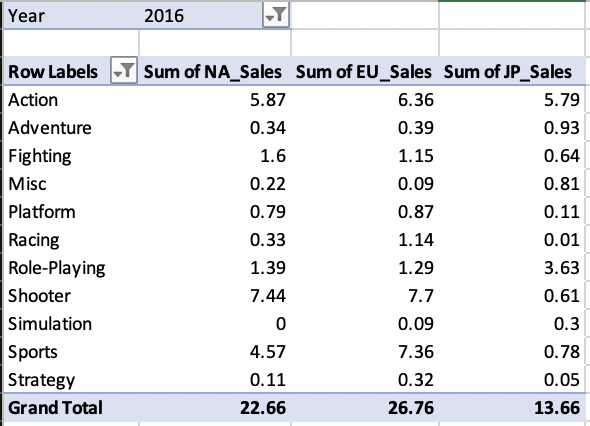 Year 2016
Row Labels Sum of NA_Sales Sum of EU_Sales Sum of JP_Sales
Action 5.87 6.36 5.79
Adventure 0.34 0.39 0.93
Fighting 1.6 1.15 0.64
Misc 0.22 0.09 0.81
Platform 0.79 0.87 0.11
Racing 0.33 1.14 0.01
Role-Playing 1.39 1.29 3.63
Shooter 7.44 7.7 0.61
Simulation 0 0.09 0.3
Sports 4.57 7.36 0.78
Strategy 0.11 0.32 0.05
Grand Total 22.66 26.76 13.66